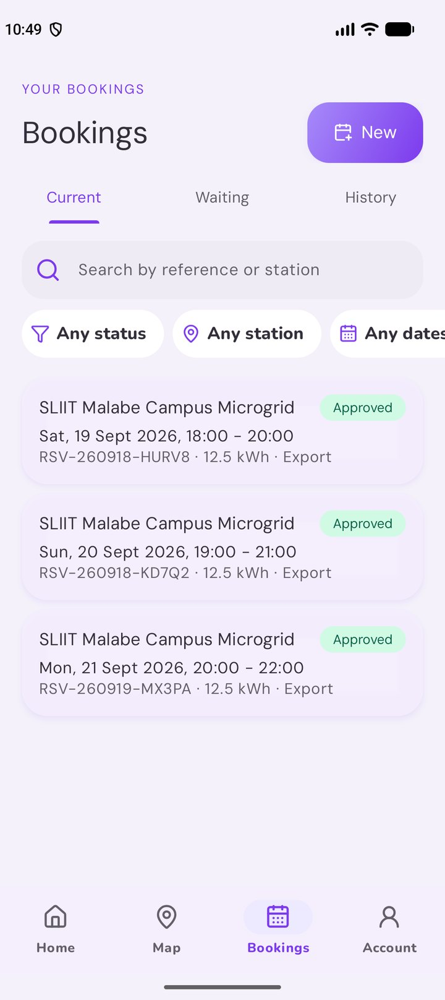 10:49
YOUR BOOKINGS
Bookings
New
Current
Waiting
History
Search by reference or station
Any status
Any station
Any dates
SLIIT Malabe Campus Microgrid
Approved
Sat, 19 Sept 2026, 18:00 - 20:00
RSV-260918-HURV8 · 12.5 kWh · Export
SLIIT Malabe Campus Microgrid
Approved
Sun, 20 Sept 2026, 19:00 - 21:00
RSV-260918-KD7Q2 · 12.5 kWh · Export
SLIIT Malabe Campus Microgrid
Approved
Mon, 21 Sept 2026, 20:00 - 22:00
RSV-260919-MX3PA · 12.5 kWh · Export
Home
Map
Bookings
Account